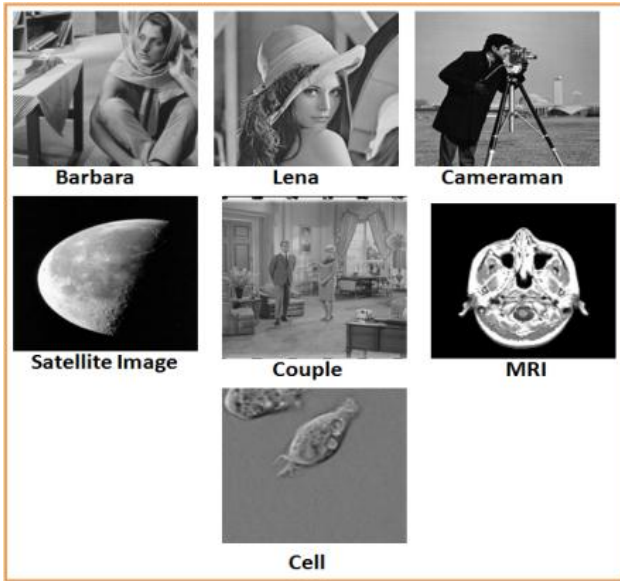 Barbara
Lena
Cameraman
Satellite Image
Couple
MRI
Cell